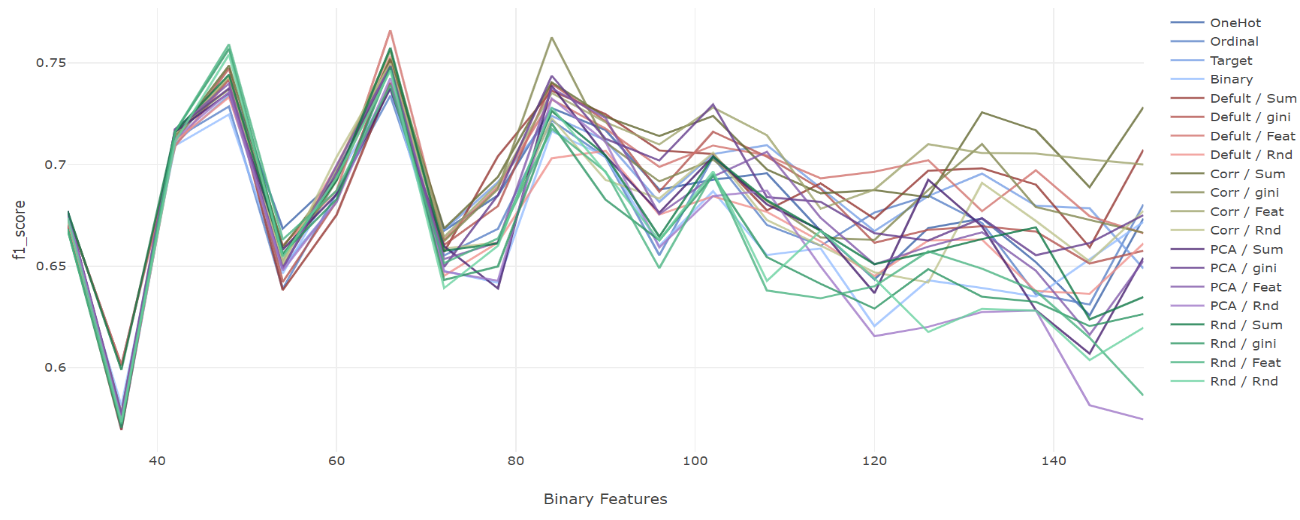 f1_score
0.75
0.7
0.65
0.6
40
60
80
100
120
140
Binary Features
OneHot
Ordinal
Target
Binary
Defult / Sum
Defult / gini
Defult / Feat
Defult / Rnd
Corr / Sum
Corr / gini
Corr / Feat
Corr / Rnd
PCA / Sum
PCA / gini
PCA / Feat
PCA / Rnd
Rnd / Sum
Rnd / gini
Rnd / Feat
Rnd / Rnd